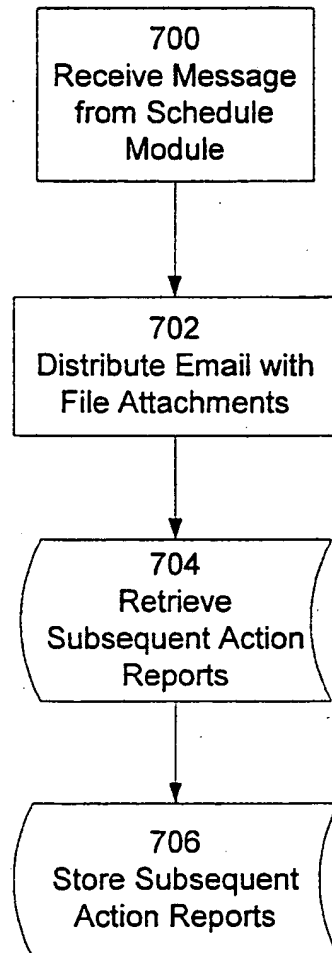 700
Receive Message
from Schedule
Module
702
Distribute Email with
File Attachments
704
Retrieve
Subsequent Action
Reports
706
Store Subsequent
Action Reports